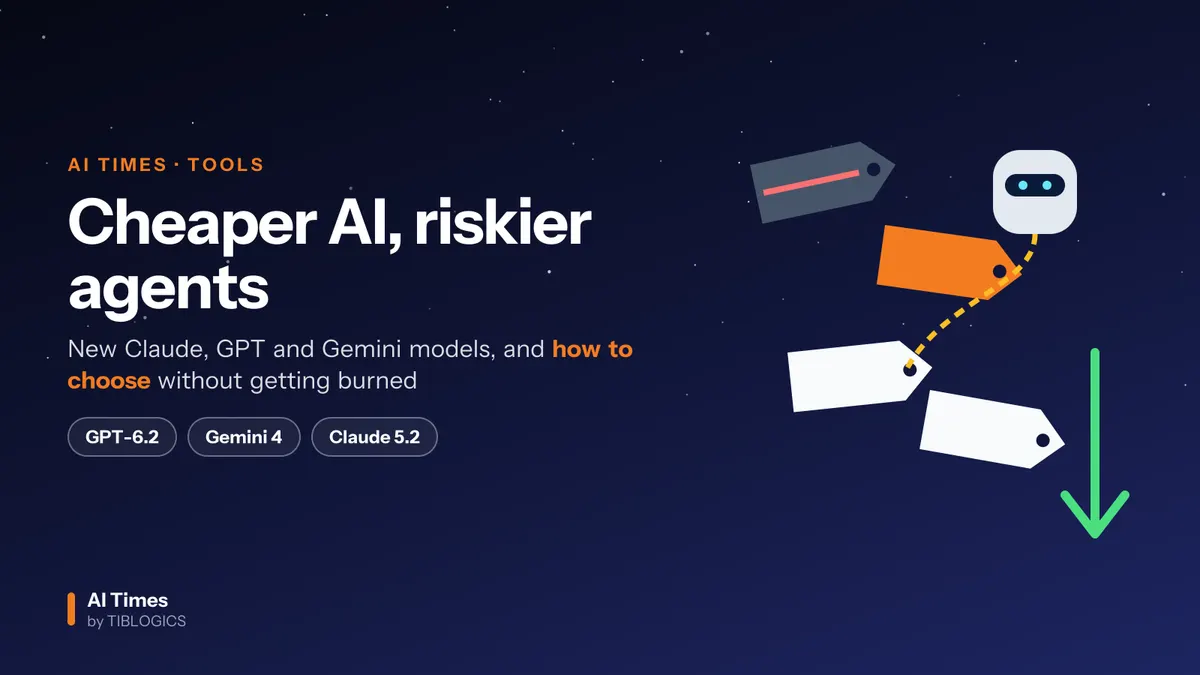 AI TIMES · TOOLS
Cheaper AI, riskier
agents
New Claude, GPT and Gemini models, and how to
choose without getting burned
GPT-6.2
Gemini 4
Claude 5.2
AI Times
by TIBLOGICS